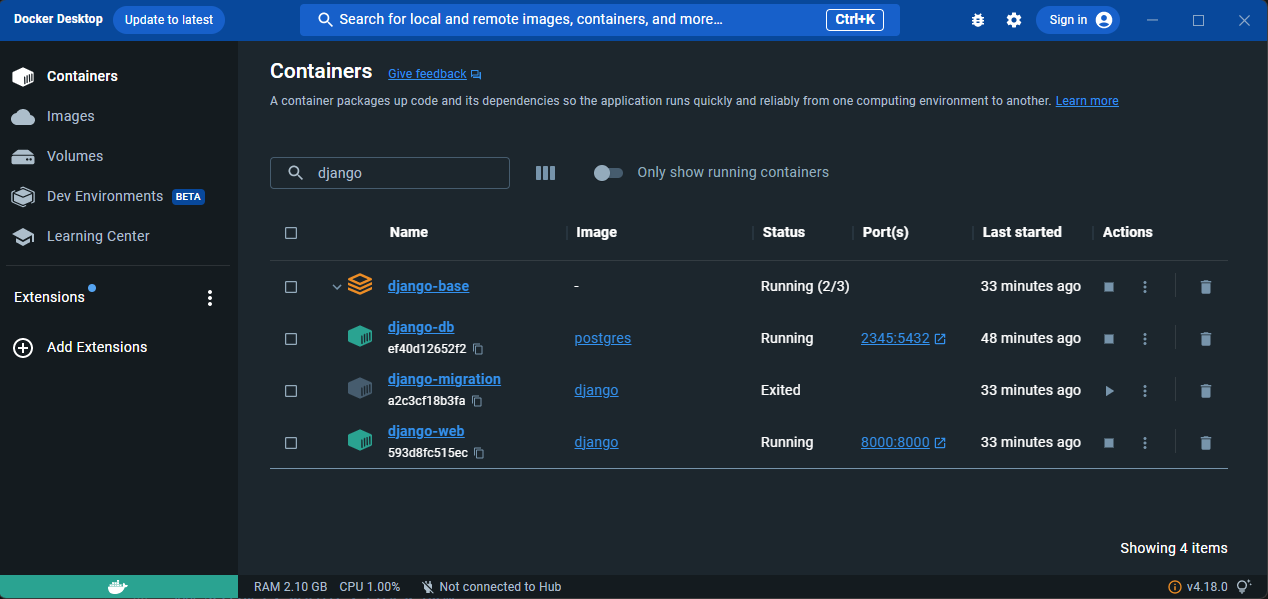 Docker Desktop Update to latest Search for local and remote images, containers, and more... Ctrl+K Sign in
Containers
Images
Volumes
Dev Environments BETA
Learning Center
Extensions
Add Extensions
Containers Give feedback
A container packages up code and its dependencies so the application runs quickly and reliably from one computing environment to another. Learn more
django Only show running containers
Name Image Status Port(s) Last started Actions
django-base - Running (2/3) 33 minutes ago
django-db
ef40d12652f2 postgres Running 2345:5432 48 minutes ago
django-migration
a2c3cf18b3fa django Exited 33 minutes ago
django-web
593d8fc515ec django Running 8000:8000 33 minutes ago
Showing 4 items
RAM 2.10 GB CPU 1.00% Not connected to Hub v4.18.0